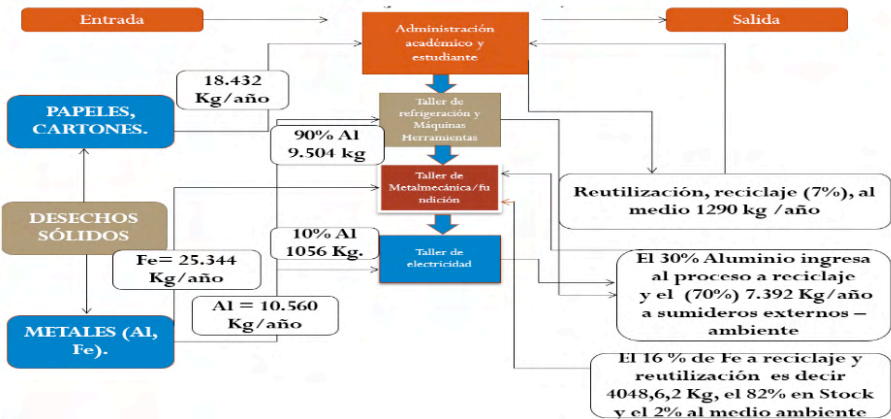 Entrada
Salida
Administración
académico y
estudiante
18.432
Kg/año
PAPELES,
CARTONES.
Taller de
refrigeración y
Máquinas
Herramientas
90% Al
9.504 kg
Taller de
Metalmecánica/fu
ndición
Reutilización, reciclaje (7%), al
medio 1290 kg /año
DESECHOS
SÓLIDOS
10% Al
1056 Kg.
Taller de
electricidad
Fe= 25.344
Kg/año
El 30% Aluminio ingresa
al proceso a reciclaje
y el (70%) 7.392 Kg/año
a sumideros externos –
ambiente
Al = 10.560
Kg/año
METALES (Al,
Fe).
El 16 % de Fe a reciclaje y
reutilización es decir
4048,6,2 Kg, el 82% en Stock
y el 2% al medio ambiente